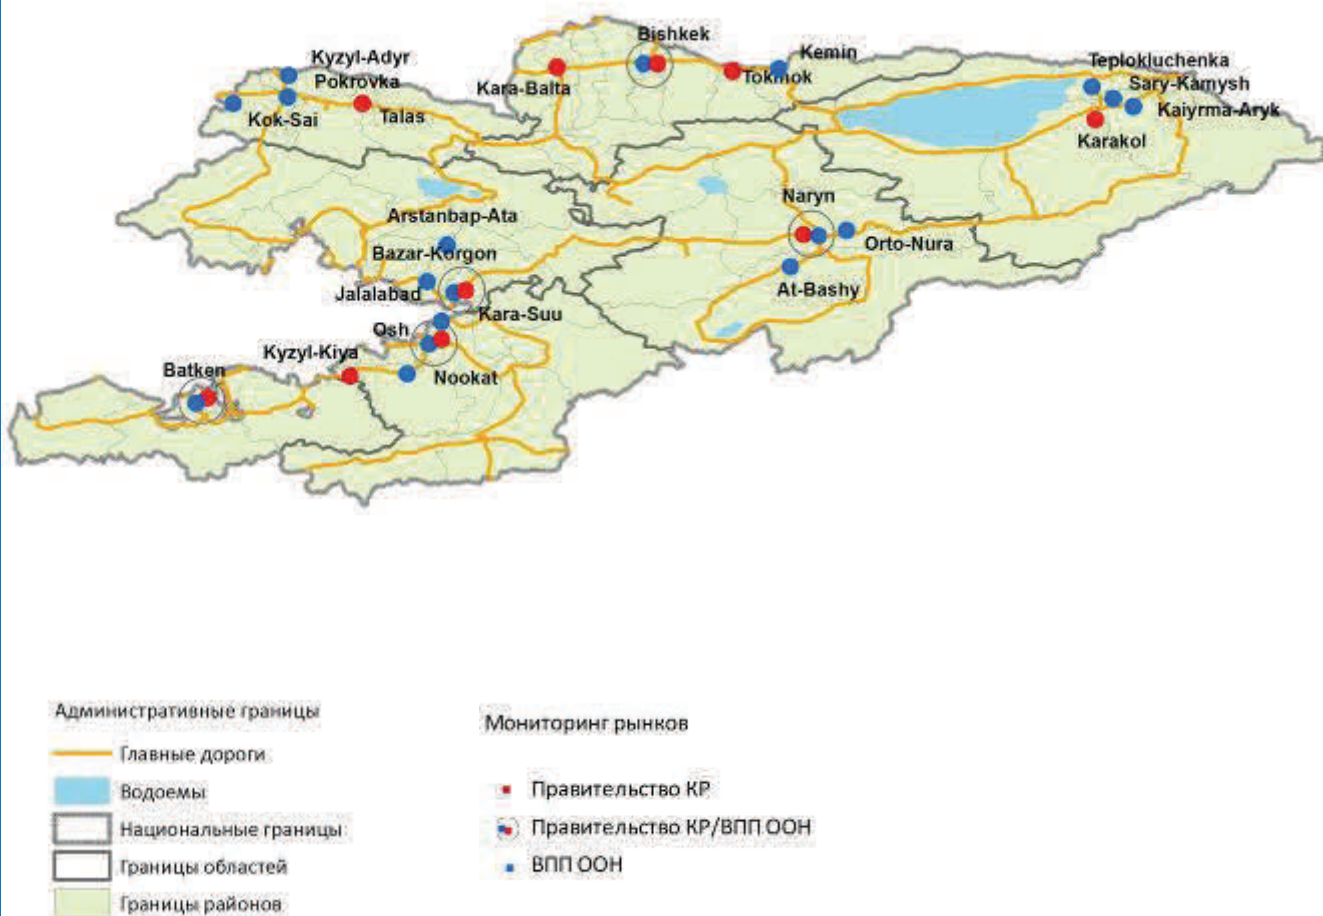 Bishkek
Kemin
Kyzyl-Adyr
Pokrovka
Kara-Balta
Tokmok
Teplokluchenka
Sary-Kamysh
Kaiyrma-Aryk
Kok-Sai
Talas
Karakol
Naryn
Arstanbap-Ata
Orto-Nura
Bazar-Korgon
At-Bashy
Jalalabad
Kara-Suu
Osh
Kyzyl-Kiya
Batken
Nookat
Административные границы
Главные дороги
Водоемы
Национальные границы
Границы областей
Границы районов
Мониторинг рынков
Правительство КР
Правительство КР/ВПП ООН
ВПП ООН